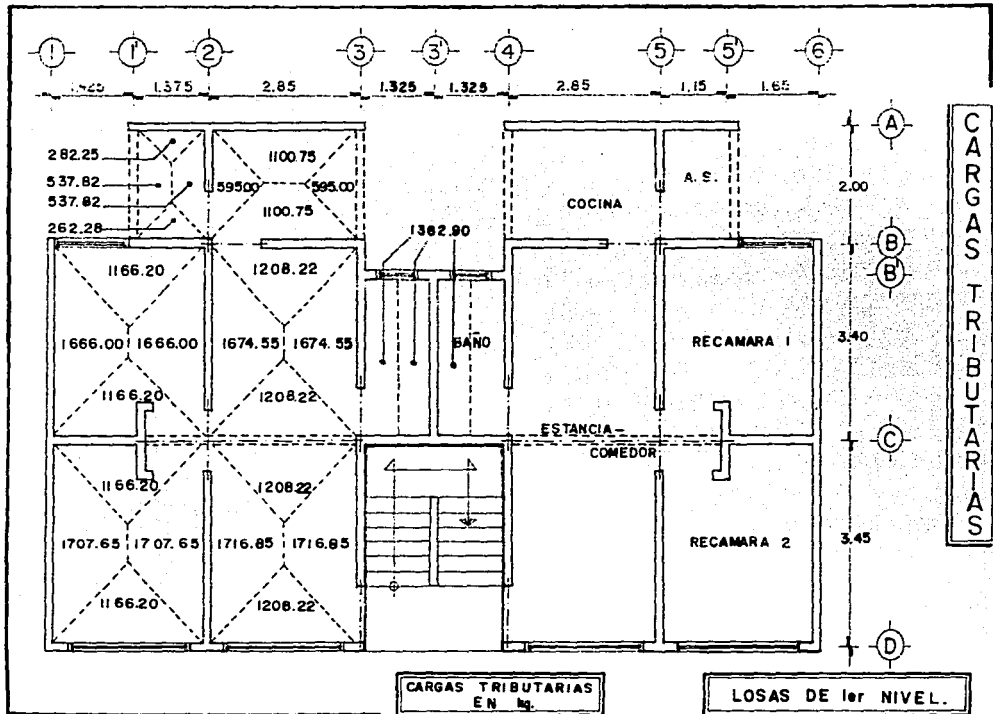 1 1' 2 3 3' 4 5 5' 6
1.425 1.375 2.85 1.325 1.325 2.85 1.15 1.65
A
2.00
B
B'
3.40
C
3.45
D
282.25
537.82
537.82
262.28
1100.75
595.00 595.00
1100.75
COCINA
A. S.
1382.90
1166.20
1208.22
1666.00 1666.00
1674.55 1674.55
1166.20
1208.22
BAÑO
RECAMARA 1
ESTANCIA-
COMEDOR
1166.20
1208.22
1707.65 1707.65
1716.85 1716.85
1166.20
1208.22
RECAMARA 2
CARGAS TRIBUTARIAS
EN kg.
LOSAS DE 1er NIVEL.
CARGAS TRIBUTARIAS